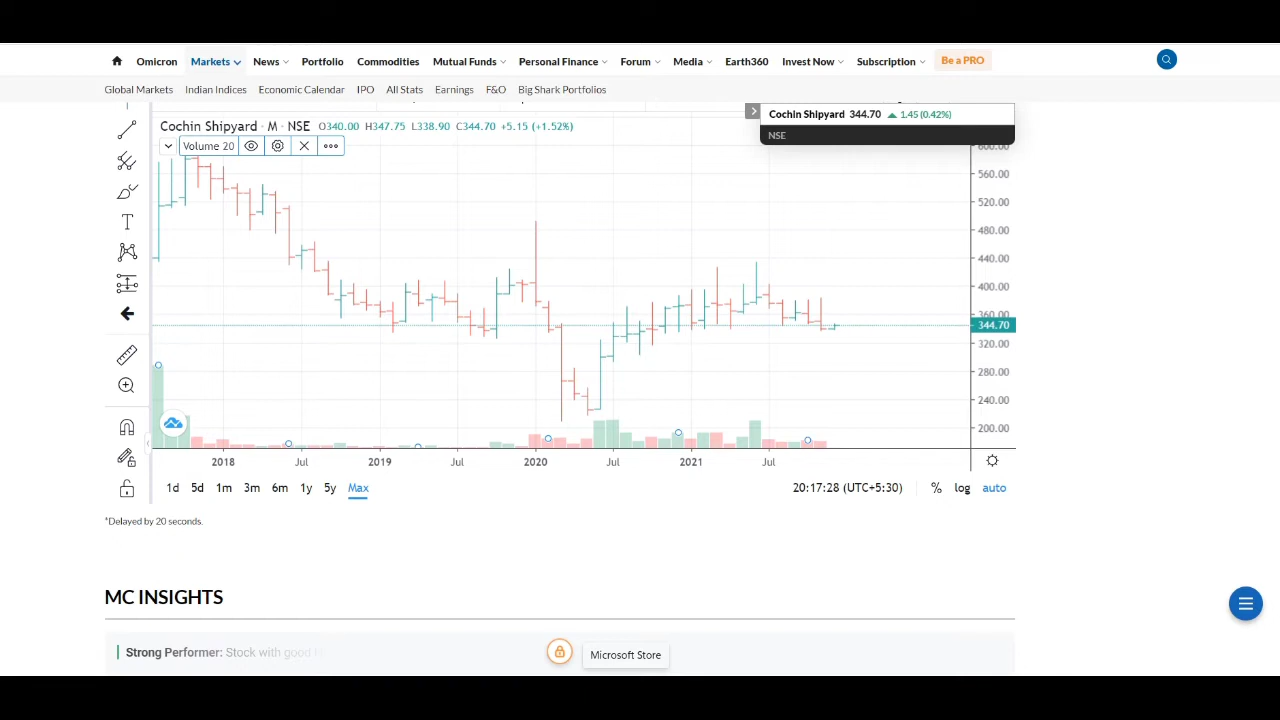 Omicron Markets News Portfolio Commodities Mutual Funds Personal Finance Forum Media Earth360 Invest Now Subscription Be a PRO
Global Markets Indian Indices Economic Calendar IPO All Stats Earnings F&O Big Shark Portfolios
Cochin Shipyard 344.70 1.45 (0.42%)
NSE
Cochin Shipyard · M · NSE O340.00 H347.75 L338.90 C344.70 +5.15 (+1.52%)
Volume 20
600.00
560.00
520.00
480.00
440.00
400.00
360.00
344.70
320.00
280.00
240.00
200.00
2018 Jul 2019 Jul 2020 Jul 2021 Jul
1d 5d 1m 3m 6m 1y 5y Max 20:17:28 (UTC+5:30) % log auto
*Delayed by 20 seconds.
MC INSIGHTS
Strong Performer: Stock with good
Microsoft Store